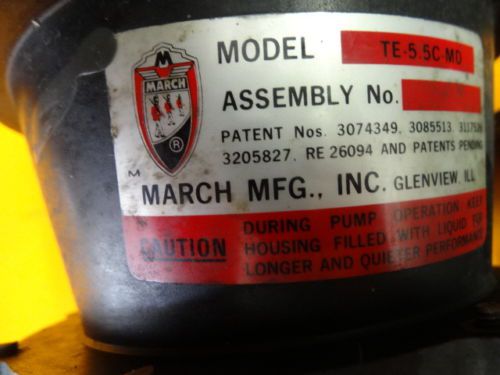 M
MARCH
®
M
MODEL TE-5.5C-MD
ASSEMBLY No.
PATENT Nos. 3074349, 3085513, 3117526
3205827, RE 26094 AND PATENTS PENDING
MARCH MFG., INC. GLENVIEW, ILL
CAUTION
DURING PUMP OPERATION KEEP
HOUSING FILLED WITH LIQUID FOR
LONGER AND QUIETER PERFORMANCE